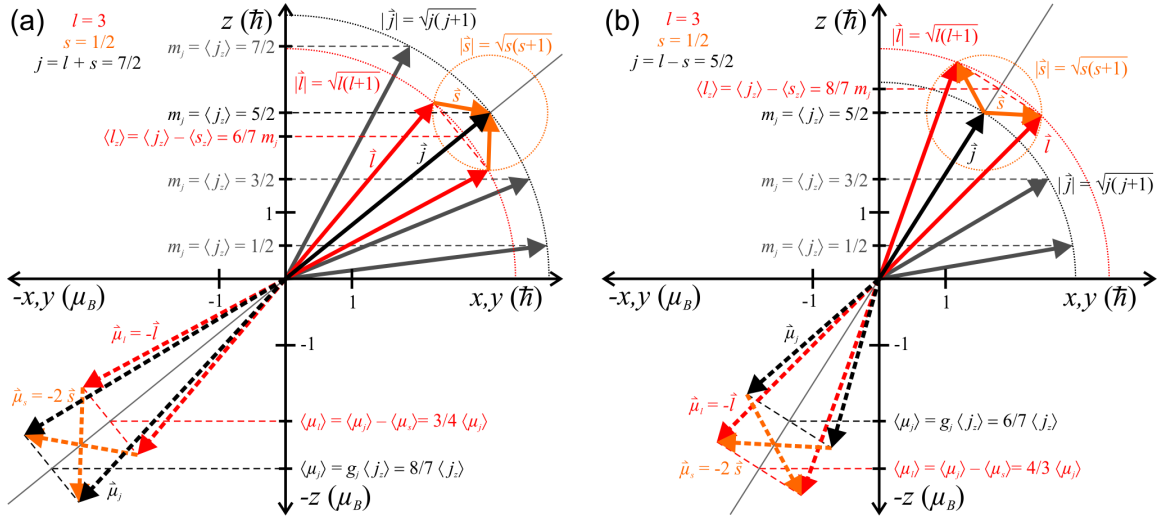 (a)
l = 3
s = 1/2
j = l + s = 7/2
z (ħ)
|j⃗| = √j(j+1)
m_j = ⟨j_z⟩ = 7/2
|l⃗| = √l(l+1)
|s⃗| = √s(s+1)
s⃗
m_j = ⟨j_z⟩ = 5/2
⟨l_z⟩ = ⟨j_z⟩ − ⟨s_z⟩ = 6/7 m_j
l⃗
j⃗
m_j = ⟨j_z⟩ = 3/2
1
m_j = ⟨j_z⟩ = 1/2
-x,y (μ_B)
-1
1
x,y (ħ)
μ⃗_l = -l⃗
-1
μ⃗_s = -2 s⃗
⟨μ_l⟩ = ⟨μ_j⟩ − ⟨μ_s⟩ = 3/4 ⟨μ_j⟩
⟨μ_j⟩ = g_j ⟨j_z⟩ = 8/7 ⟨j_z⟩
μ⃗_j
-z (μ_B)
(b)
l = 3
s = 1/2
j = l − s = 5/2
z (ħ)
|l⃗| = √l(l+1)
|s⃗| = √s(s+1)
⟨l_z⟩ = ⟨j_z⟩ − ⟨s_z⟩ = 8/7 m_j
s⃗
m_j = ⟨j_z⟩ = 5/2
j⃗
l⃗
m_j = ⟨j_z⟩ = 3/2
|j⃗| = √j(j+1)
1
m_j = ⟨j_z⟩ = 1/2
-x,y (μ_B)
-1
1
x,y (ħ)
μ⃗_j
-1
μ⃗_l = -l⃗
⟨μ_j⟩ = g_j ⟨j_z⟩ = 6/7 ⟨j_z⟩
μ⃗_s = -2 s⃗
⟨μ_l⟩ = ⟨μ_j⟩ − ⟨μ_s⟩ = 4/3 ⟨μ_j⟩
-z (μ_B)